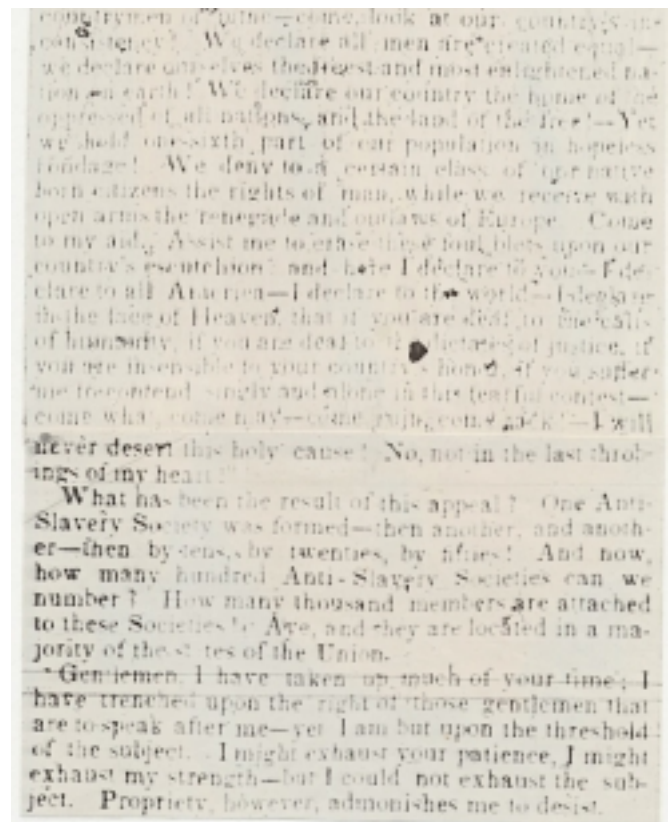 countrymen of mine—come, look at our country's in-
consistency! We declare all men are created equal—
we declare ourselves the freest and most enlightened na-
tion on earth! We declare our country the home of the
oppressed of all nations, and the land of the free!—Yet
we hold one-sixth part of our population in hopeless
bondage! We deny to a certain class of our native
born citizens the rights of man, while we receive with
open arms the renegade and outlaws of Europe. Come
to my aid. Assist me to erase these foul blots upon our
country's escutchion! and here I declare to you—I de-
clare to all America—I declare to the world—I declare
in the face of Heaven, that if you are deaf to the calls
of humanity, if you are deaf to the dictates of justice, if
you are insensible to your country's honor, if you suffer
me to contend singly and alone in this fearful contest—
come what come may—come come —I will
never desert this holy cause! No, not in the last throb-
ings of my heart!"
What has been the result of this appeal? One Anti-
Slavery Society was formed—then another, and anoth-
er—then by tens, by twenties, by fifties! And now,
how many hundred Anti-Slavery Societies can we
number? How many thousand members are attached
to these Societies? Aye, and they are located in a ma-
jority of the states of the Union.
Gentlemen, I have taken up much of your time; I
have trenched upon the right of those gentlemen that
are to speak after me—yet I am but upon the threshold
of the subject. I might exhaust your patience, I might
exhaust my strength—but I could not exhaust the sub-
ject. Propriety, however, admonishes me to desist.